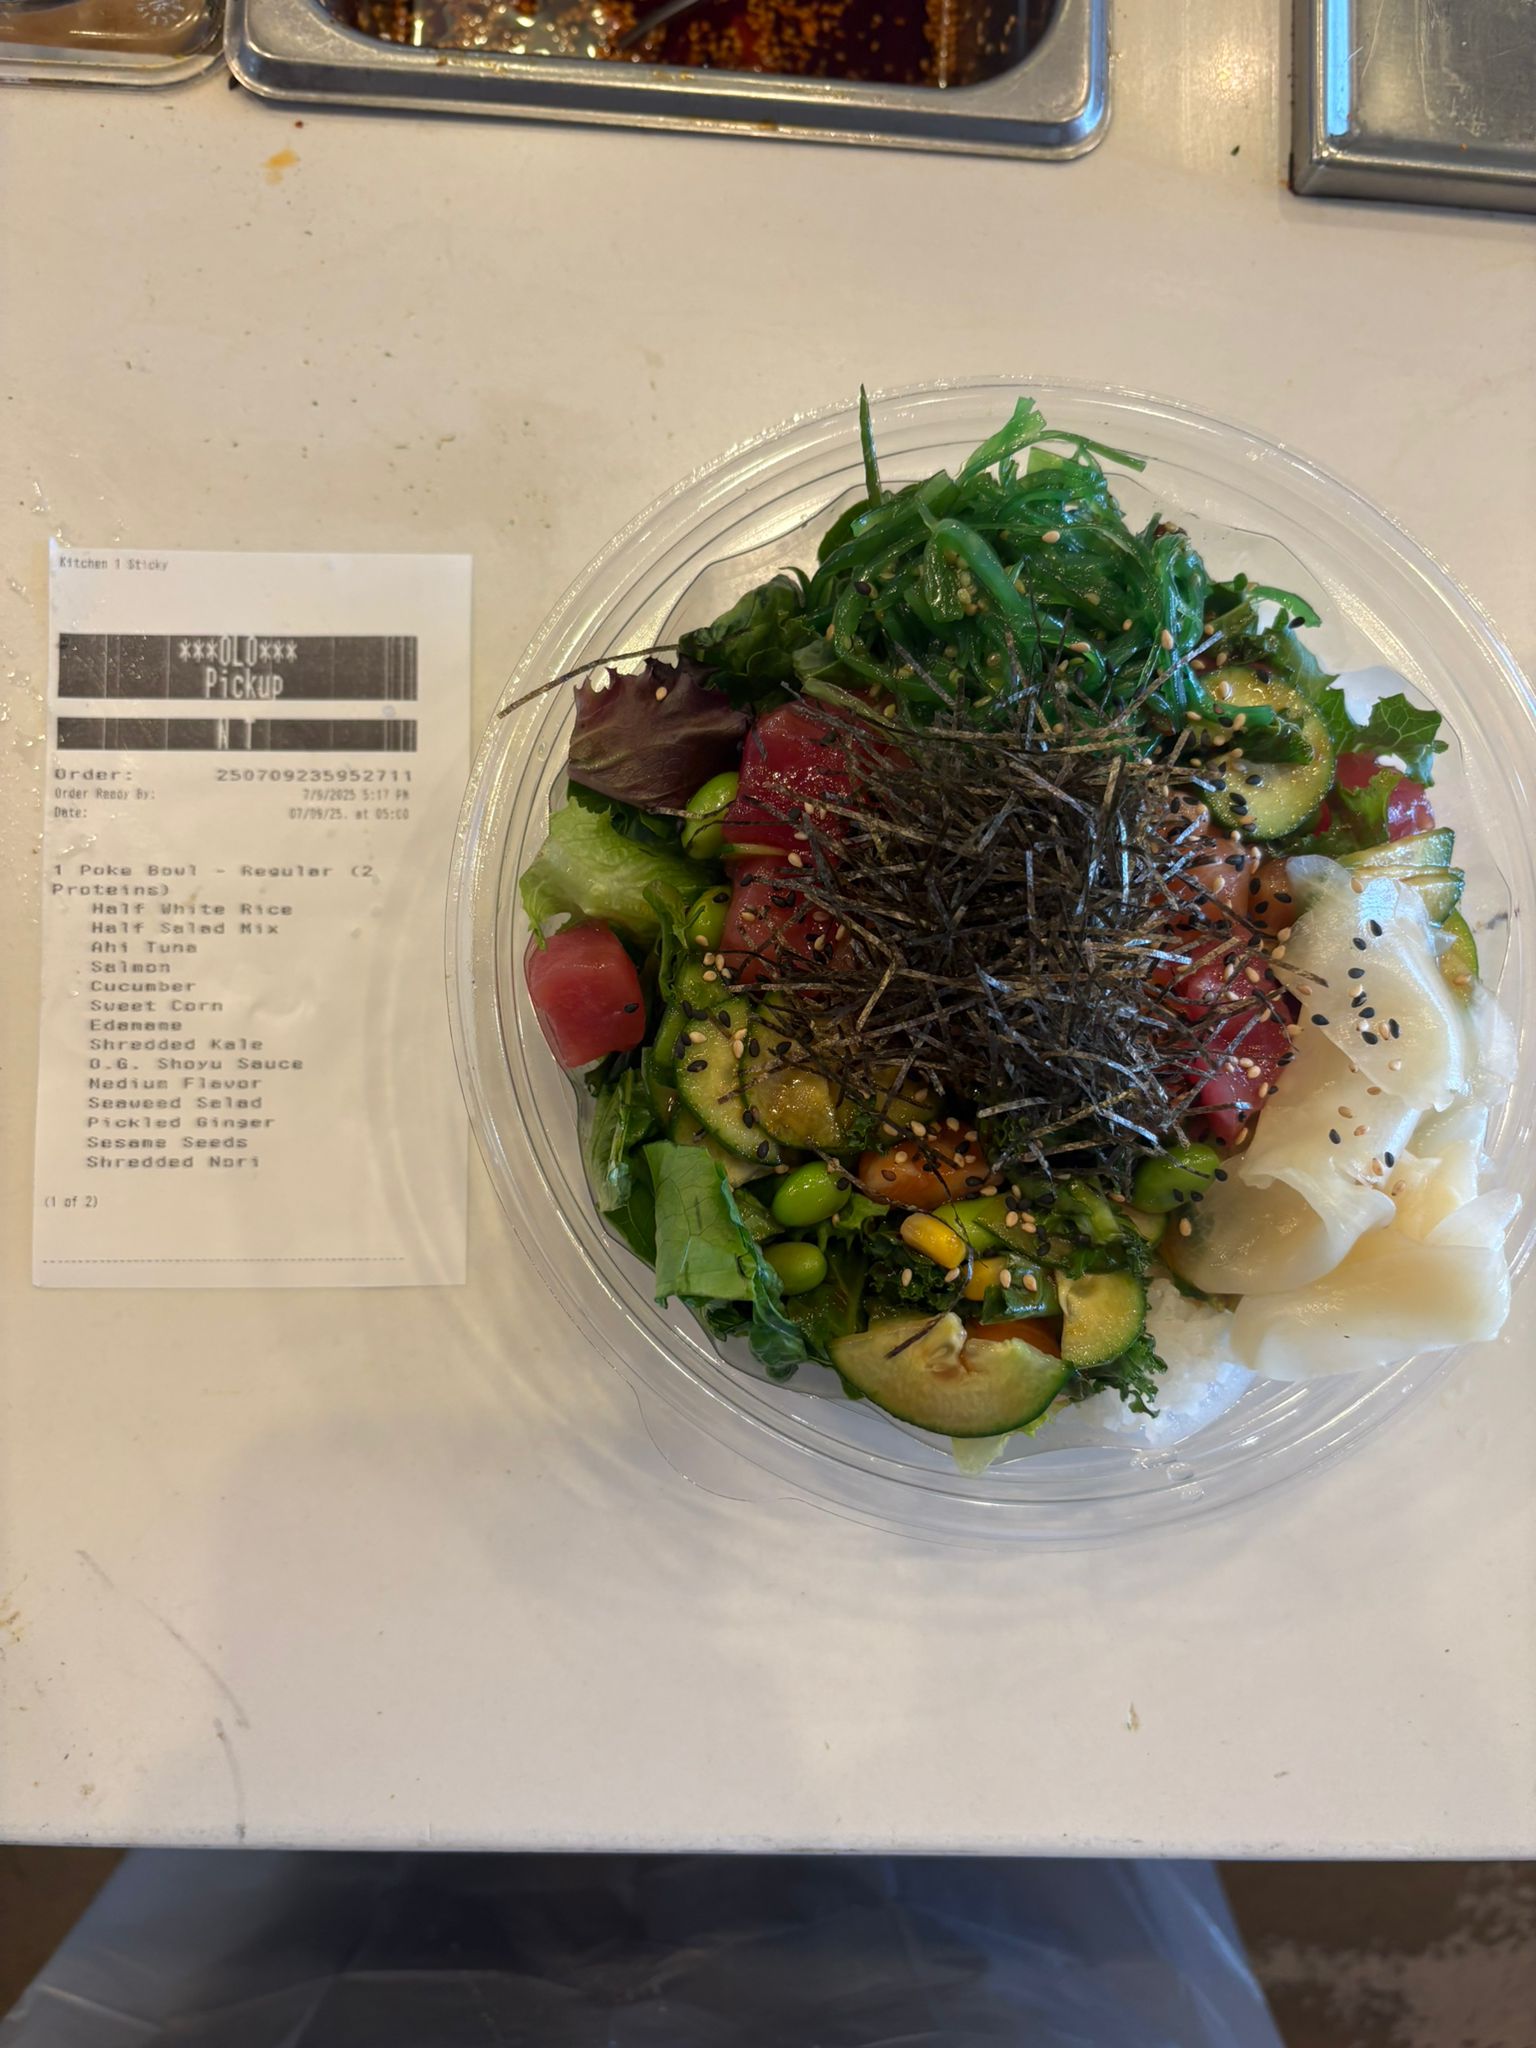 Kitchen 1 Sticky
***OLO***
Pickup
N T
Order: 250709235952711
Order Ready By: 7/9/2025 5:17 PM
Date: 07/09/25. at 05:00
1 Poke Bowl - Regular (2
Proteins)
Half White Rice
Half Salad Mix
Ahi Tuna
Salmon
Cucumber
Sweet Corn
Edamame
Shredded Kale
O.G. Shoyu Sauce
Medium Flavor
Seaweed Salad
Pickled Ginger
Sesame Seeds
Shredded Nori
(1 of 2)